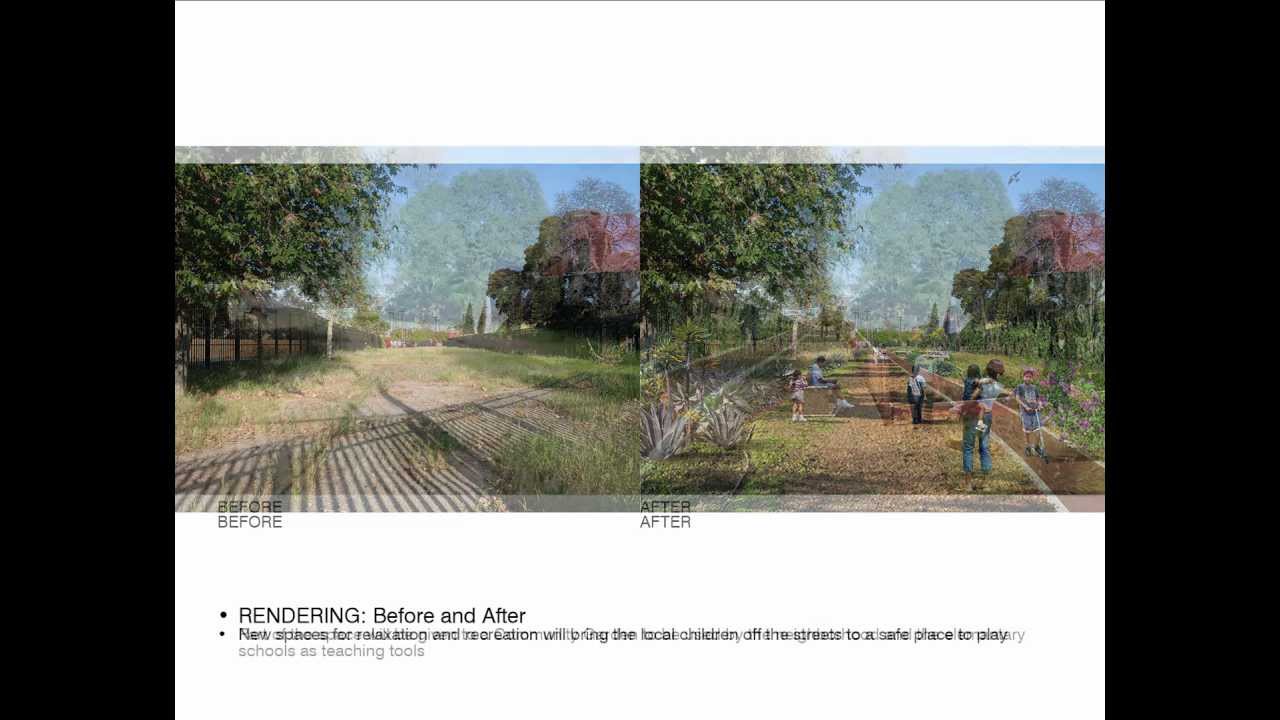 BEFORE
BEFORE
AFTER
AFTER
• RENDERING: Before and After
• New spaces for relaxation and recreation will bring the local children off the streets to a safe place to play
schools as teaching tools